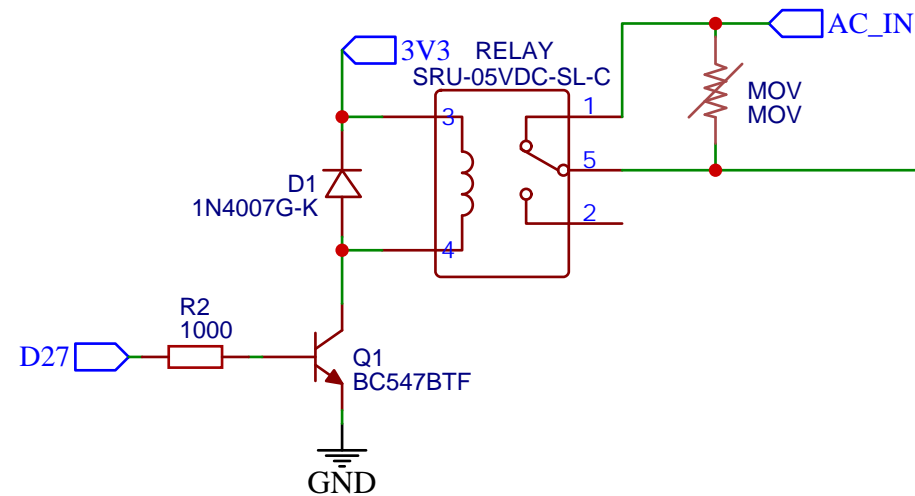 3V3
RELAY
SRU-05VDC-SL-C
AC_IN
1
3
MOV
MOV
5
D1
1N4007G-K
2
4
R2
1000
D27
Q1
BC547BTF
GND